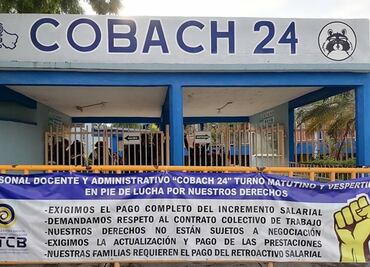 COBACH 24
SONAL DOCENTE Y ADMINISTRATIVO "COBACH 24" TURNO MATUTINO Y VESPERTI
EN PIE DE LUCHA POR NUESTROS DERECHOS
-EXIGIMOS EL PAGO COMPLETO DEL INCREMENTO SALARIAL
-DEMANDAMOS RESPETO AL CONTRATO COLECTIVO DE TRABAJO
-NUESTROS DERECHOS NO ESTÁN SUJETOS A NEGOCIACIÓN
-EXIGIMOS LA ACTUALIZACIÓN Y PAGO DE LAS PRESTACIONES
-NUESTRAS FAMILIAS REQUIEREN EL PAGO DEL RETROACTIVO SALARIAL
TCB